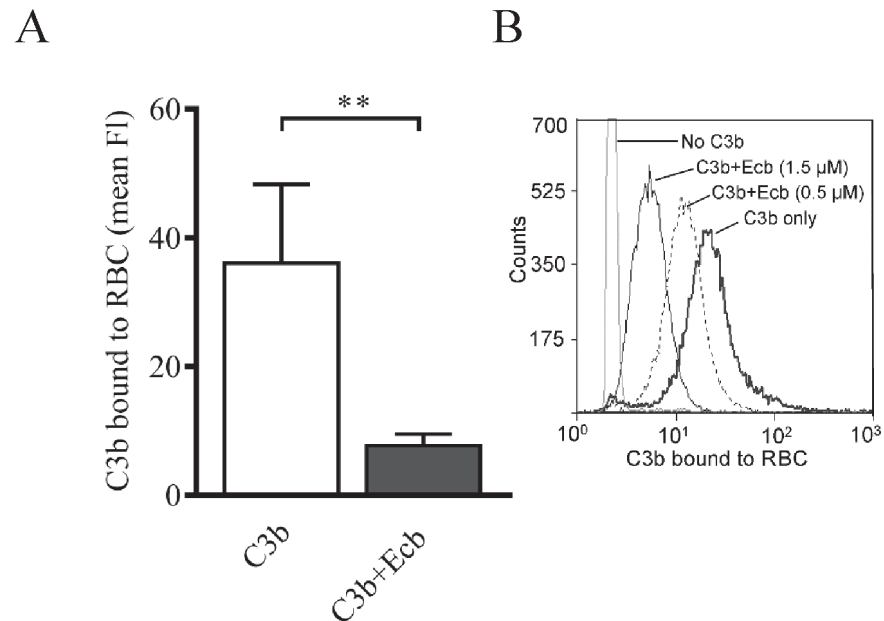 A
C3b bound to RBC (mean Fl)
60
40
20
0
**
C3b
C3b+Ecb
B
Counts
700
525
350
175
No C3b
C3b+Ecb (1.5 µM)
C3b+Ecb (0.5 µM)
C3b only
10⁰
10¹
10²
10³
C3b bound to RBC